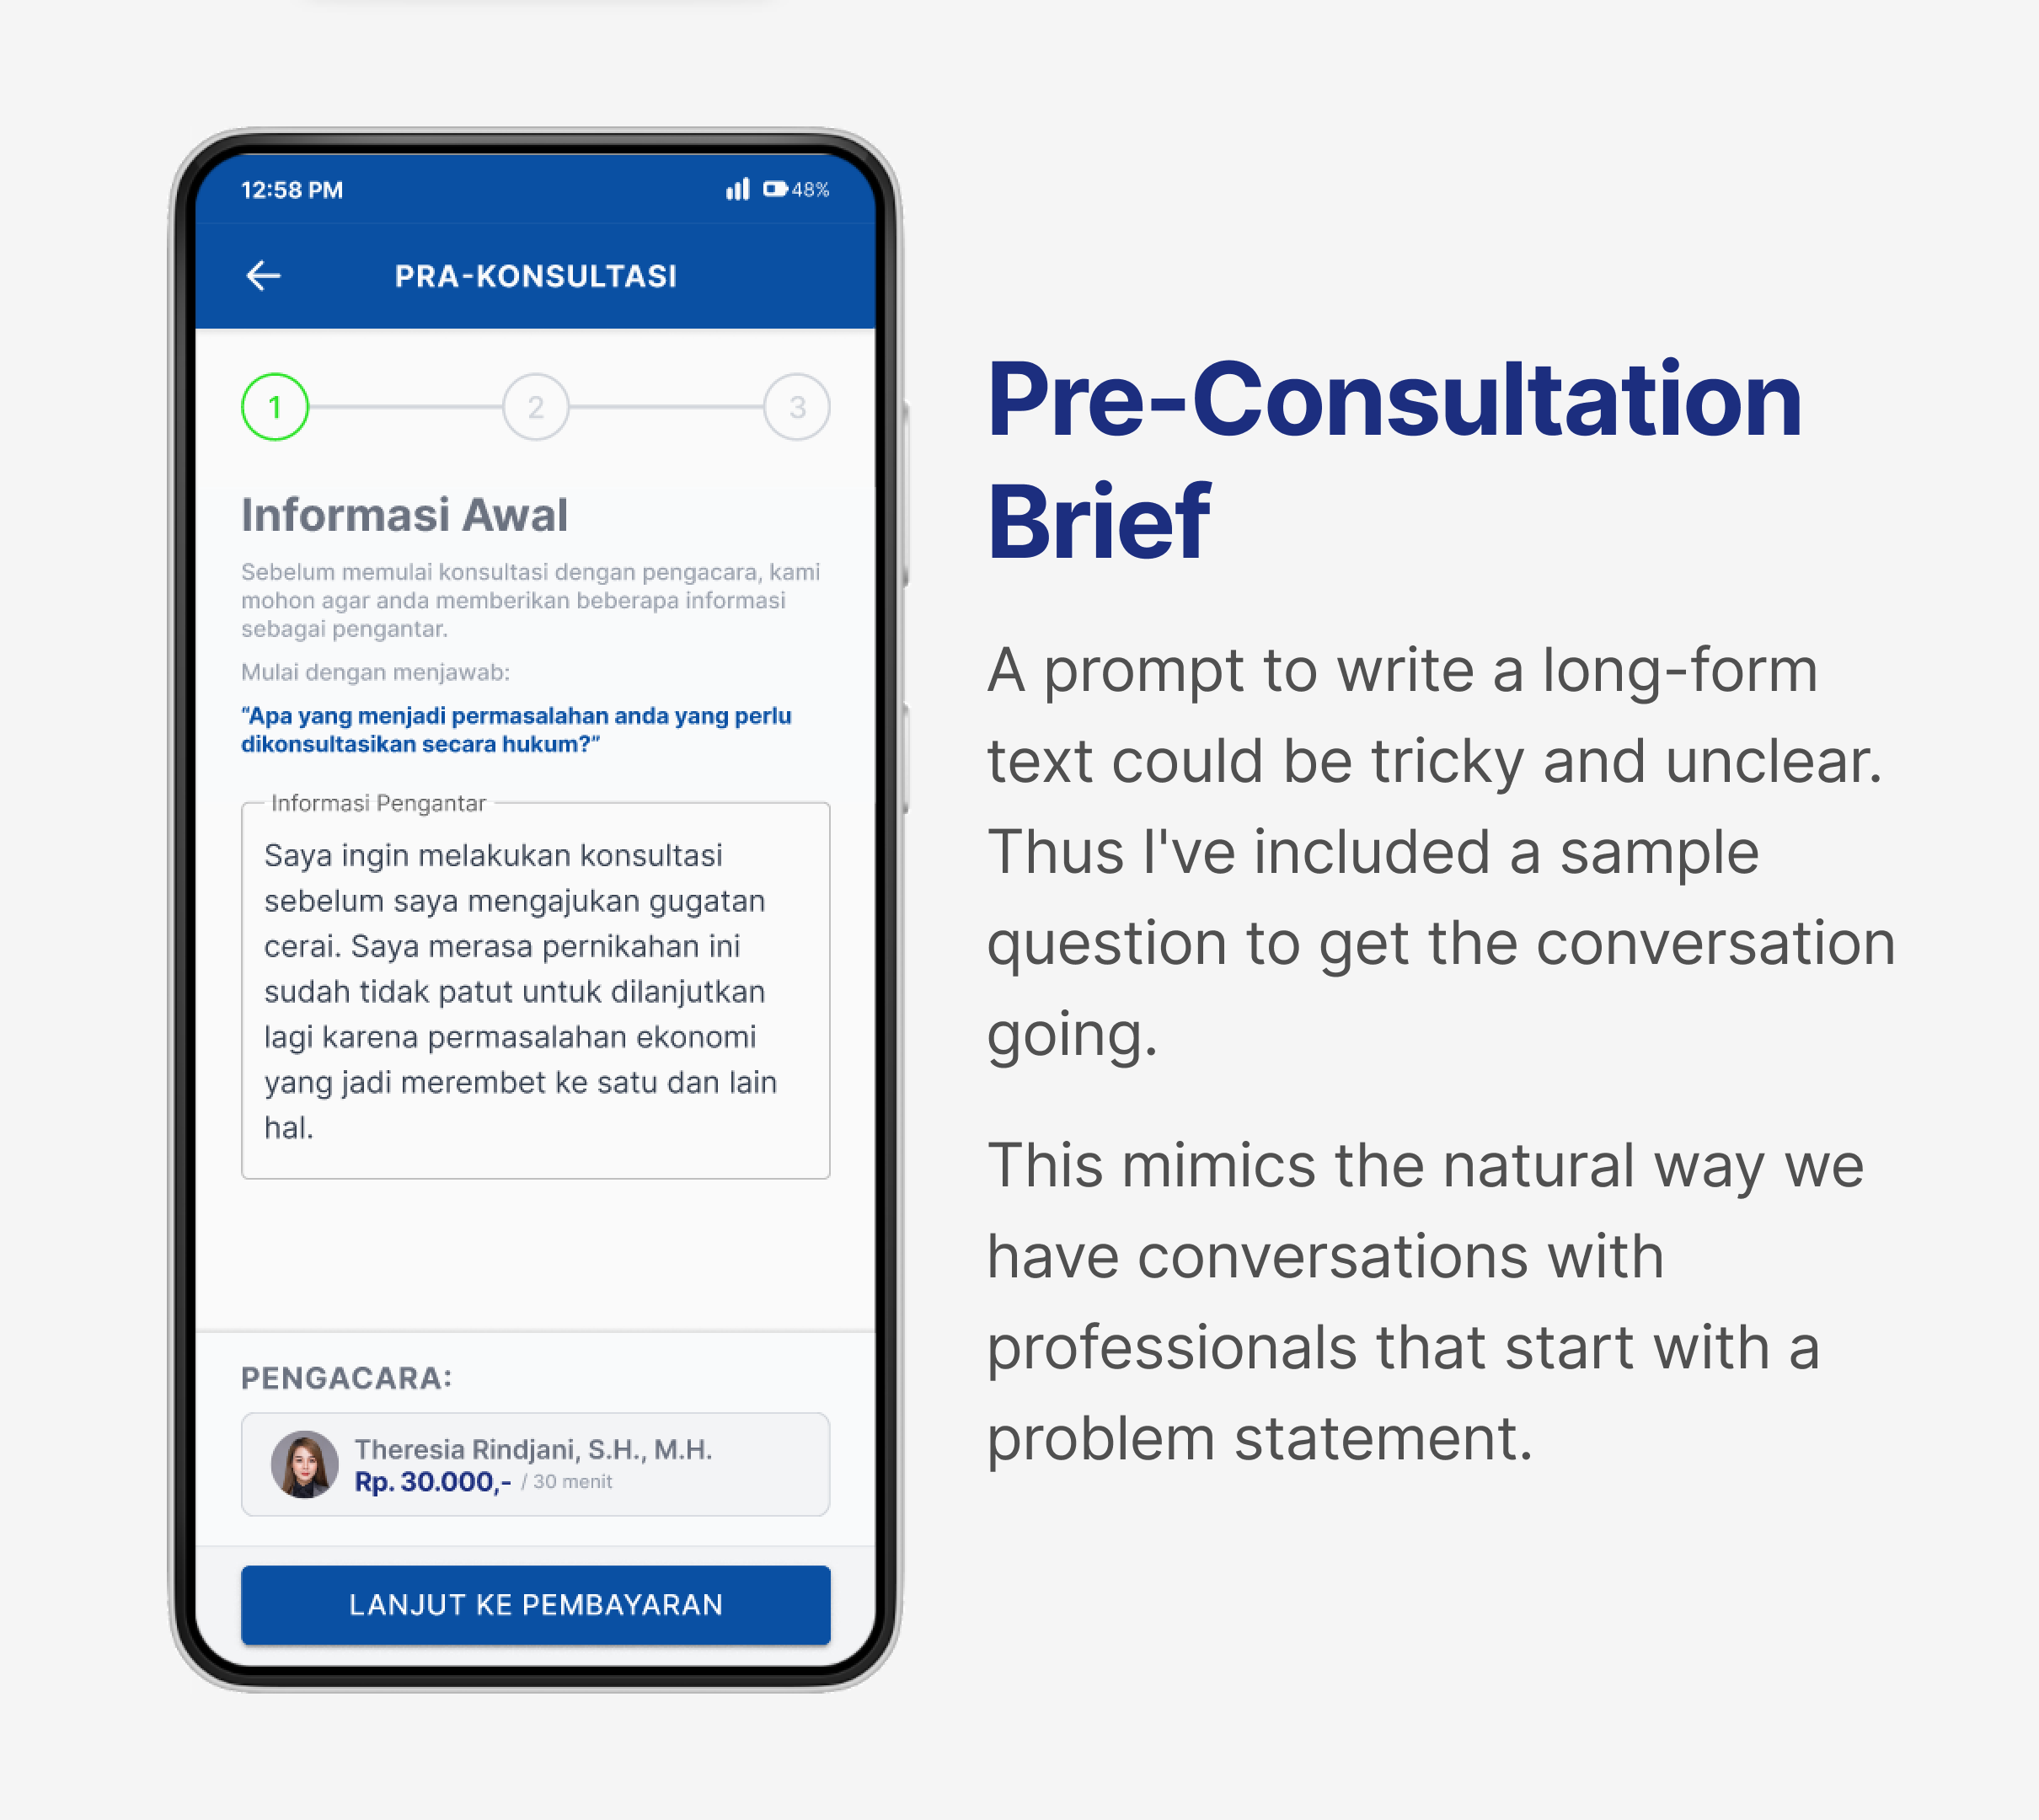 12:58 PM
48%
PRA-KONSULTASI
1
2
3
Informasi Awal
Sebelum memulai konsultasi dengan pengacara, kami
mohon agar anda memberikan beberapa informasi
sebagai pengantar.
Mulai dengan menjawab:
“Apa yang menjadi permasalahan anda yang perlu
dikonsultasikan secara hukum?”
Informasi Pengantar
Saya ingin melakukan konsultasi
sebelum saya mengajukan gugatan
cerai. Saya merasa pernikahan ini
sudah tidak patut untuk dilanjutkan
lagi karena permasalahan ekonomi
yang jadi merembet ke satu dan lain
hal.
PENGACARA:
Theresia Rindjani, S.H., M.H.
Rp. 30.000,- / 30 menit
LANJUT KE PEMBAYARAN
Pre-Consultation
Brief
A prompt to write a long-form
text could be tricky and unclear.
Thus I've included a sample
question to get the conversation
going.
This mimics the natural way we
have conversations with
professionals that start with a
problem statement.